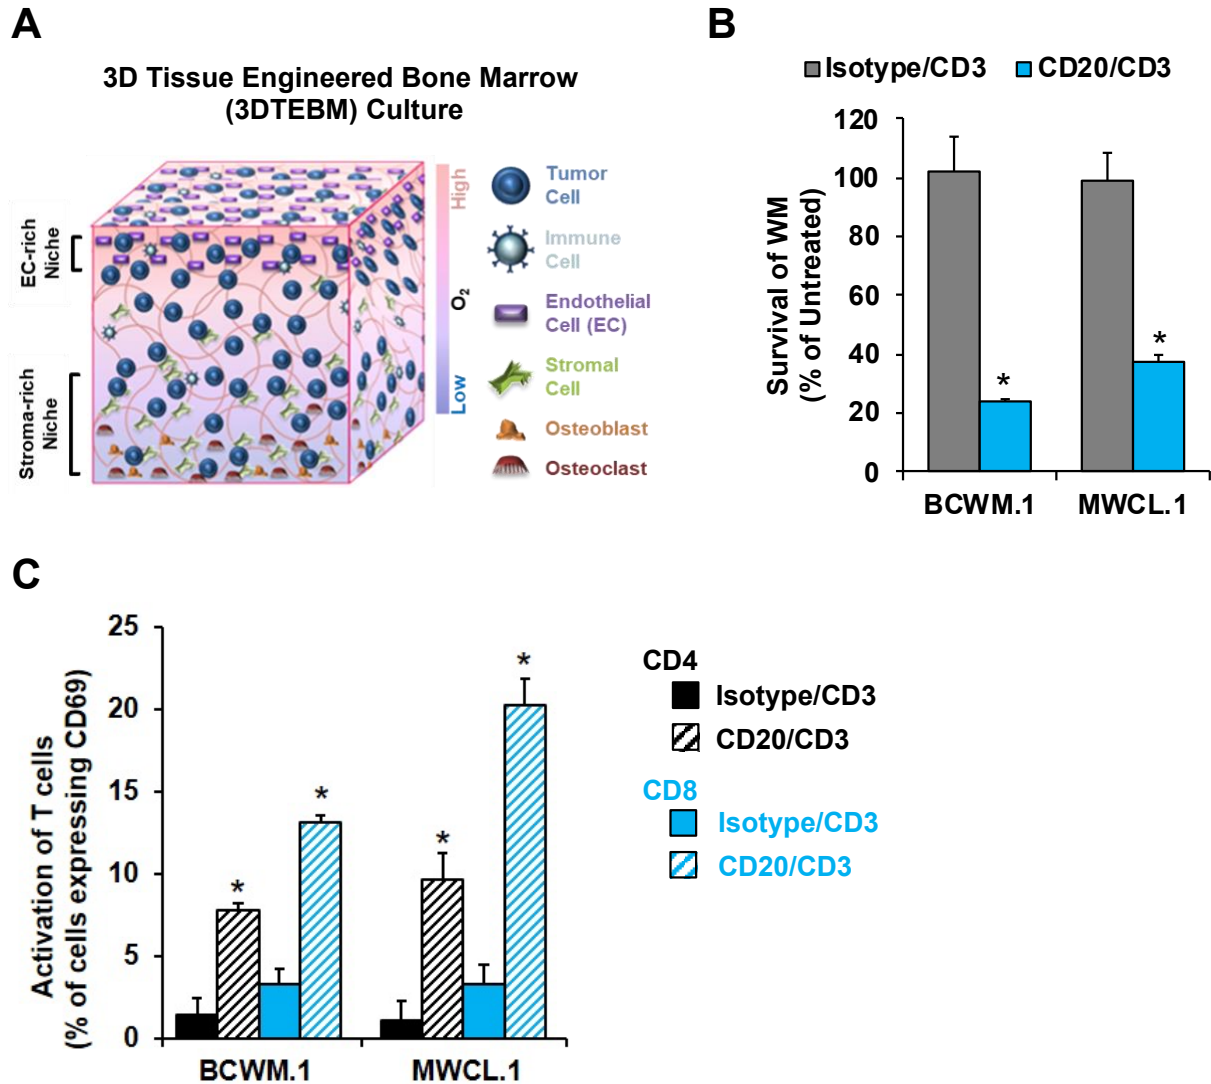 A
3D Tissue Engineered Bone Marrow
(3DTEBM) Culture
EC-rich
Niche
Stroma-rich
Niche
High
O2
Low
Tumor
Cell
Immune
Cell
Endothelial
Cell (EC)
Stromal
Cell
Osteoblast
Osteoclast
B
Isotype/CD3
CD20/CD3
Survival of WM
(% of Untreated)
120
100
80
60
40
20
0
*
*
BCWM.1
MWCL.1
C
Activation of T cells
(% of cells expressing CD69)
25
20
15
10
5
0
*
*
*
*
BCWM.1
MWCL.1
CD4
Isotype/CD3
CD20/CD3
CD8
Isotype/CD3
CD20/CD3